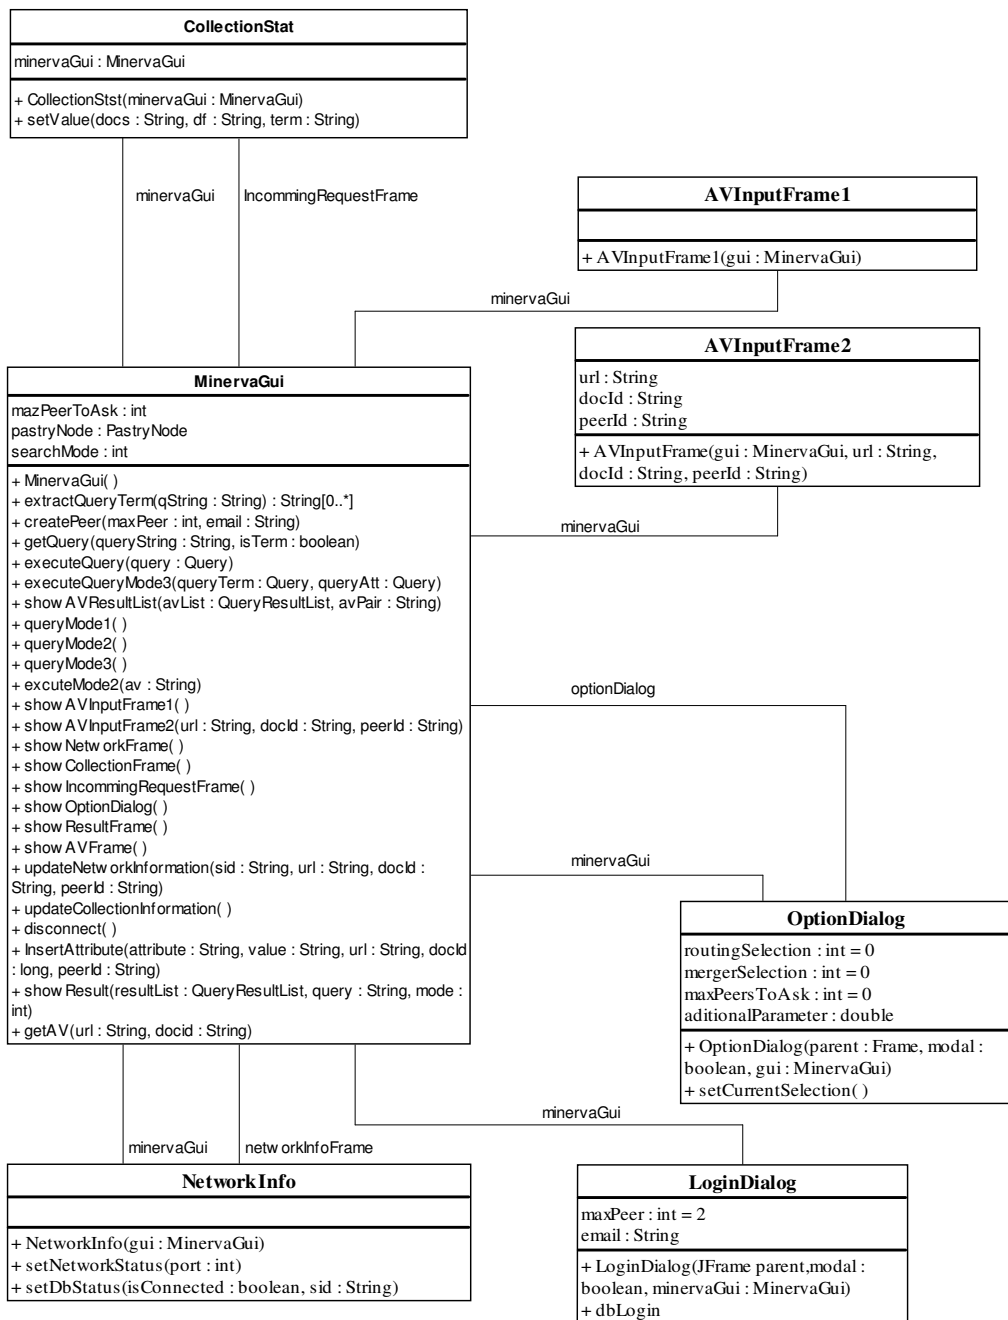 CollectionStat
minervaGui : MinervaGui
+ CollectionStst(minervaGui : MinervaGui)
+ setValue(docs : String, df : String, term : String)
minervaGui
IncommingRequestFrame
AVInputFrame1
+ AVInputFrame1(gui : MinervaGui)
minervaGui
AVInputFrame2
url : String
docId : String
peerId : String
+ AVInputFrame(gui : MinervaGui, url : String,
docId : String, peerId : String)
minervaGui
MinervaGui
mazPeerToAsk : int
pastryNode : PastryNode
searchMode : int
+ MinervaGui( )
+ extractQueryTerm(qString : String) : String[0..*]
+ createPeer(maxPeer : int, email : String)
+ getQuery(queryString : String, isTerm : boolean)
+ executeQuery(query : Query)
+ executeQueryMode3(queryTerm : Query, queryAtt : Query)
+ showAVResultList(avList : QueryResultList, avPair : String)
+ queryMode1( )
+ queryMode2( )
+ queryMode3( )
+ excuteMode2(av : String)
+ showAVInputFrame1( )
+ showAVInputFrame2(url : String, docId : String, peerId : String)
+ showNetworkFrame( )
+ showCollectionFrame( )
+ showIncommingRequestFrame( )
+ showOptionDialog( )
+ showResultFrame( )
+ showAVFrame( )
+ updateNetworkInformation(sid : String, url : String, docId :
String, peerId : String)
+ updateCollectionInformation( )
+ disconnect( )
+ InsertAttribute(attribute : String, value : String, url : String, docId
: long, peerId : String)
+ showResult(resultList : QueryResultList, query : String, mode :
int)
+ getAV(url : String, docid : String)
optionDialog
minervaGui
OptionDialog
routingSelection : int = 0
mergerSelection : int = 0
maxPeersToAsk : int = 0
aditionalParameter : double
+ OptionDialog(parent : Frame, modal :
boolean, gui : MinervaGui)
+ setCurrentSelection( )
minervaGui
minervaGui
networkInfoFrame
NetworkInfo
+ NetworkInfo(gui : MinervaGui)
+ setNetworkStatus(port : int)
+ setDbStatus(isConnected : boolean, sid : String)
LoginDialog
maxPeer : int = 2
email : String
+ LoginDialog(JFrame parent,modal :
boolean, minervaGui : MinervaGui)
+ dbLogin